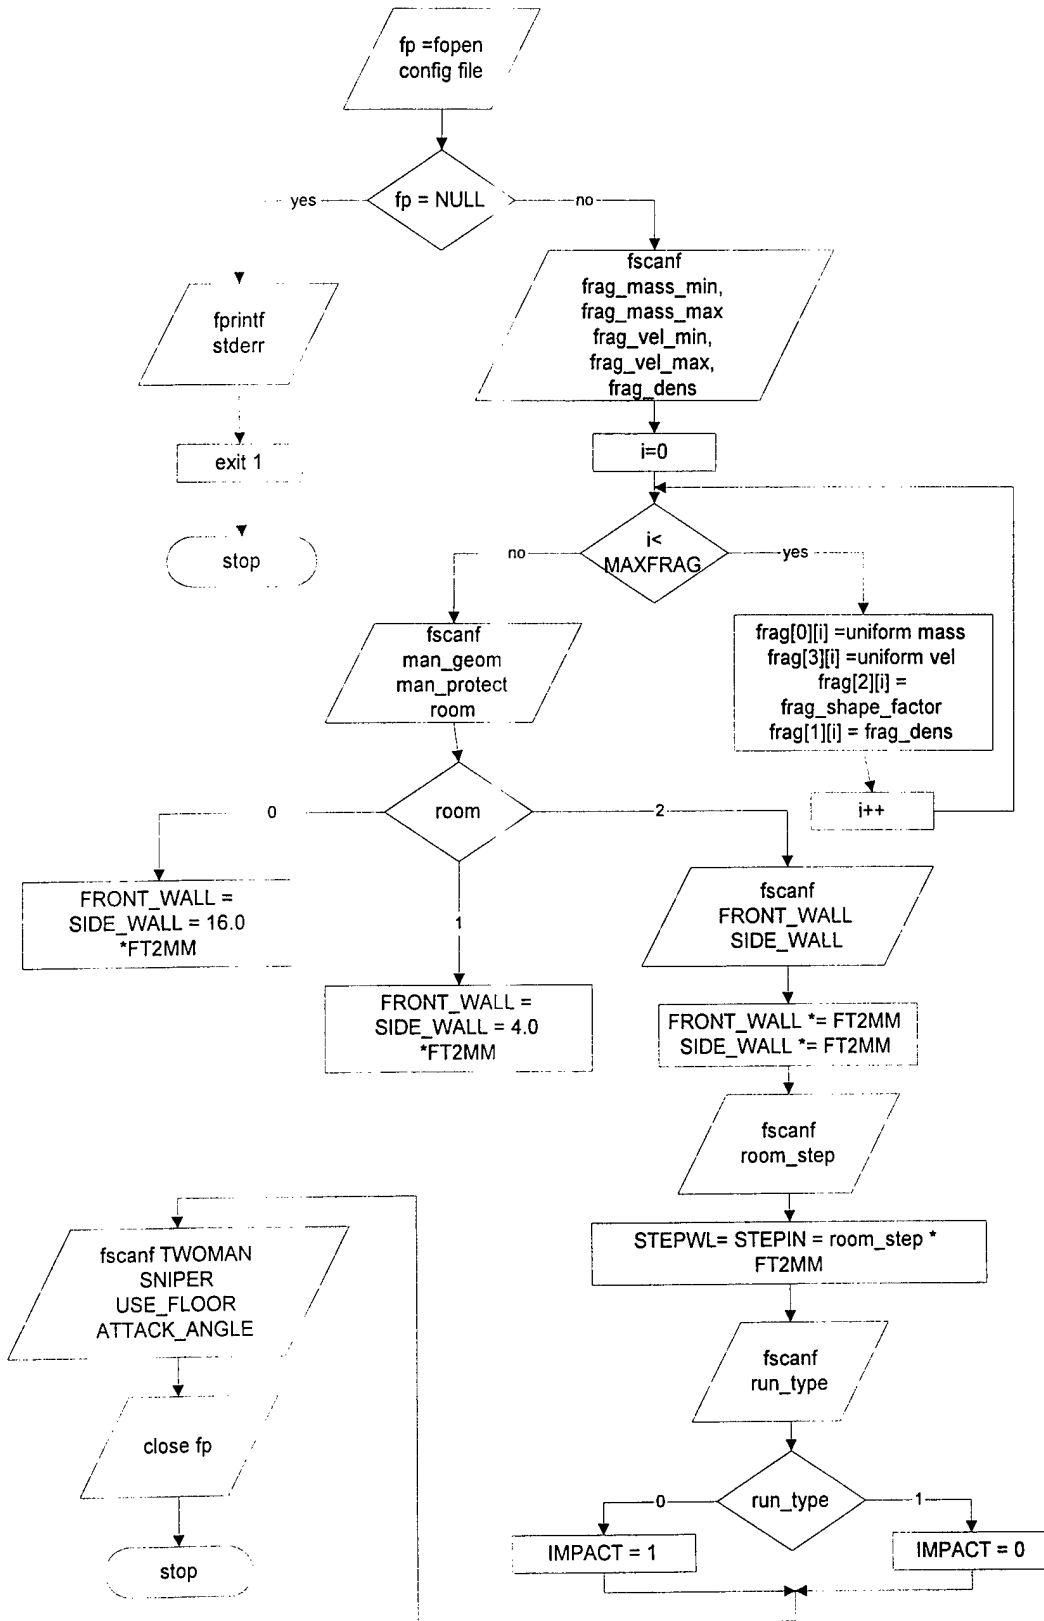 fp =fopen
config file
fp = NULL
yes
no
fprintf
stderr
exit 1
stop
fscanf
frag_mass_min,
frag_mass_max
frag_vel_min,
frag_vel_max,
frag_dens
i=0
i<
MAXFRAG
no
yes
frag[0][i] =uniform mass
frag[3][i] =uniform vel
frag[2][i] =
frag_shape_factor
frag[1][i] = frag_dens
i++
fscanf
man_geom
man_protect
room
room
0
1
2
FRONT_WALL =
SIDE_WALL = 16.0
*FT2MM
FRONT_WALL =
SIDE_WALL = 4.0
*FT2MM
fscanf
FRONT_WALL
SIDE_WALL
FRONT_WALL *= FT2MM
SIDE_WALL *= FT2MM
fscanf
room_step
STEPWL= STEPIN = room_step *
FT2MM
fscanf
run_type
run_type
0
1
IMPACT = 1
IMPACT = 0
fscanf TWOMAN
SNIPER
USE_FLOOR
ATTACK_ANGLE
close fp
stop